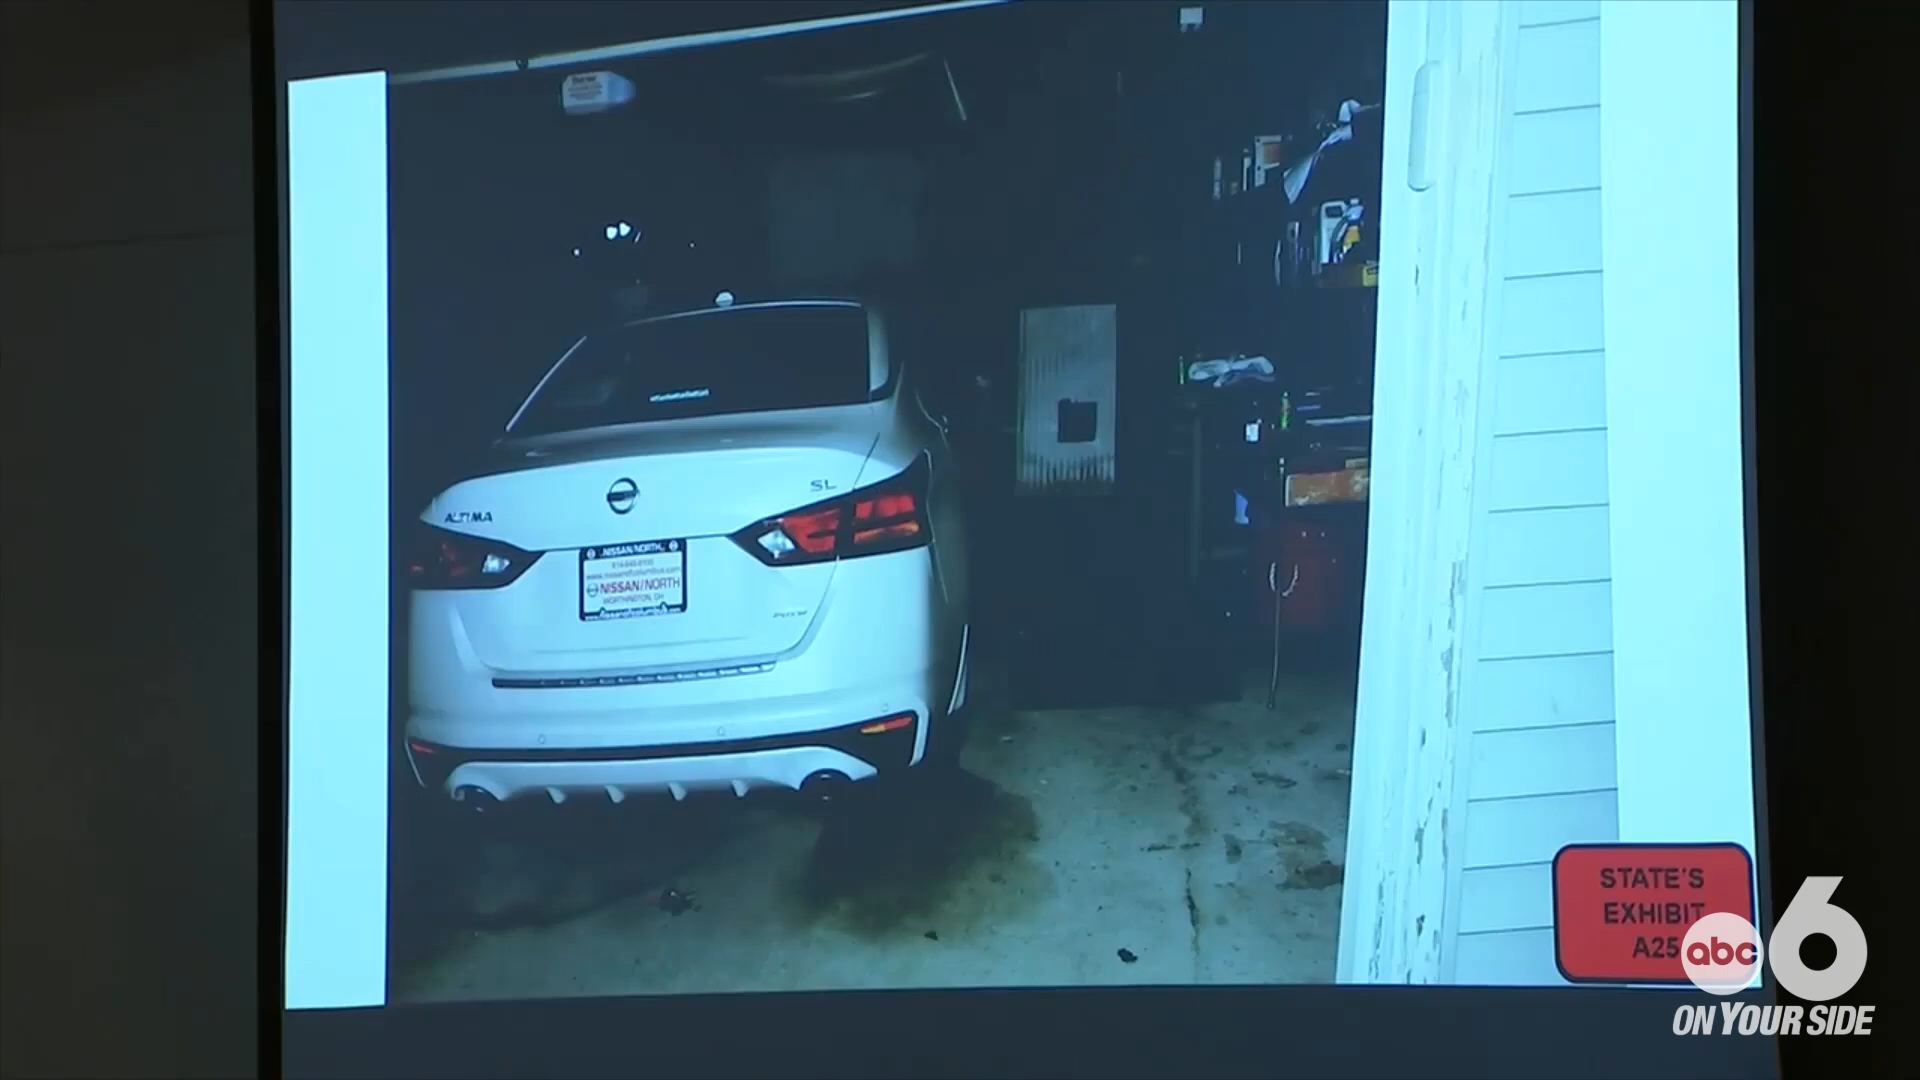 ALTIMA
SL
NISSAN/NORTH
NISSAN/NORTH
WORTHINGTON, OH
STATE'S
EXHIBIT
A25
abc 6
ON YOUR SIDE